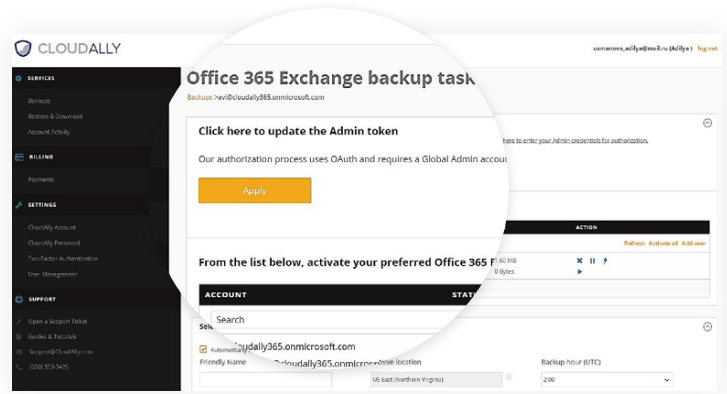 CLOUDALLY
usmanova_adilya@mail.ru (Adilya ) log out
SERVICES
Backups
Restore & Download
Account Activity
BILLING
Payments
SETTINGS
CloudAlly Account
CloudAlly Password
Two-Factor Authentication
User Management
SUPPORT
Open a Support Ticket
Guides & Tutorials
Support@CloudAlly.com
Office 365 Exchange backup task
Backups >avi@cloudally365.onmicrosoft.com
Click here to update the Admin token
Our authorization process uses OAuth and requires a Global Admin
here to enter your Admin credentials for authorization.
Apply
From the list below, activate your preferred Office 365
ACCOUNT STAT
ACTION
Refresh Activate all Add user
0 Bytes
Search
cloudally365.onmicrosoft.com
Automatically
@cloudally365.onmicros
Friendly Name
location
Backup hour (UTC)
US East (Northern Virginia)
2:00